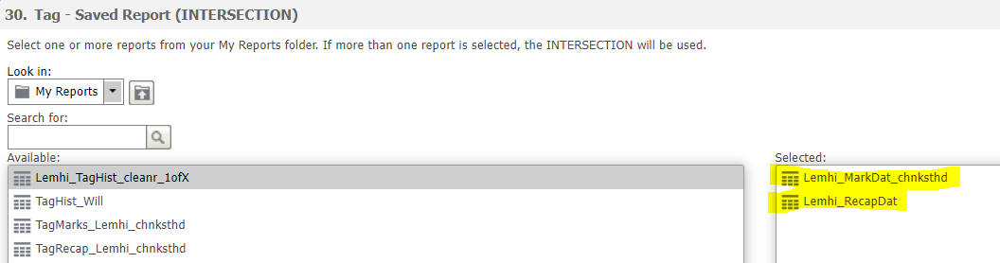 30. Tag - Saved Report (INTERSECTION)
Select one or more reports from your My Reports folder. If more than one report is selected, the INTERSECTION will be used.
Look in:
My Reports
Search for:
Available:
Lemhi_TagHist_cleanr_1ofX
TagHist_Will
TagMarks_Lemhi_chnksthd
TagRecap_Lemhi_chnksthd
Selected:
Lemhi_MarkDat_chnksthd
Lemhi_RecapDat